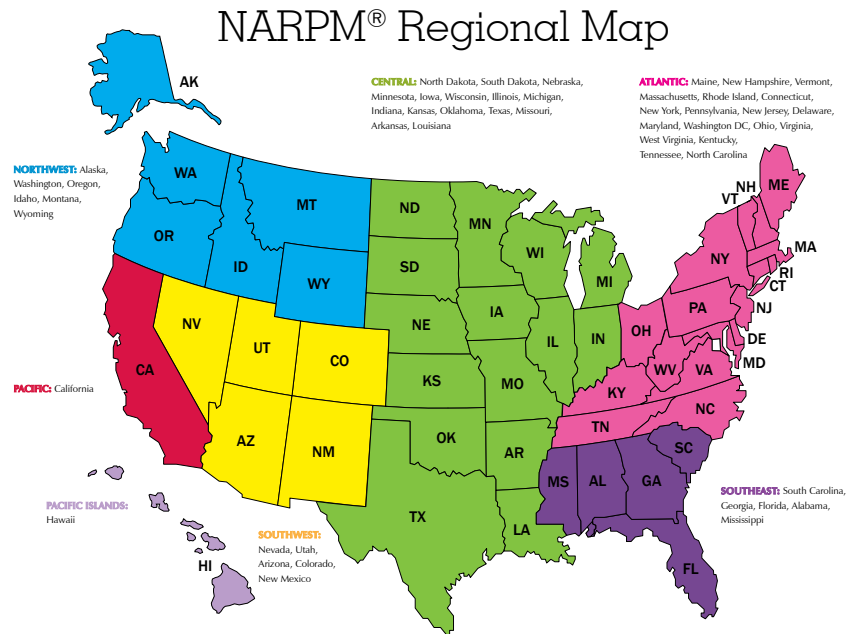 NARPM® Regional Map
AK
CENTRAL: North Dakota, South Dakota, Nebraska,
Minnesota, Iowa, Wisconsin, Illinois, Michigan,
Indiana, Kansas, Oklahoma, Texas, Missouri,
Arkansas, Louisiana
ATLANTIC: Maine, New Hampshire, Vermont,
Massachusetts, Rhode Island, Connecticut,
New York, Pennsylvania, New Jersey, Delaware,
Maryland, Washington DC, Ohio, Virginia,
West Virginia, Kentucky,
Tennessee, North Carolina
NORTHWEST: Alaska,
Washington, Oregon,
Idaho, Montana,
Wyoming
WA
MT
ND
MN
OR
ID
WY
SD
WI
MI
NH
VT
ME
NY
MA
RI
CT
PA
NJ
DE
MD
NV
UT
CO
NE
IA
IL
IN
OH
WV
VA
CA
KS
MO
KY
NC
PACIFIC: California
AZ
NM
OK
AR
TN
SC
MS
AL
GA
TX
LA
FL
PACIFIC ISLANDS:
Hawaii
HI
SOUTHWEST:
Nevada, Utah,
Arizona, Colorado,
New Mexico
SOUTHEAST: South Carolina,
Georgia, Florida, Alabama,
Mississippi